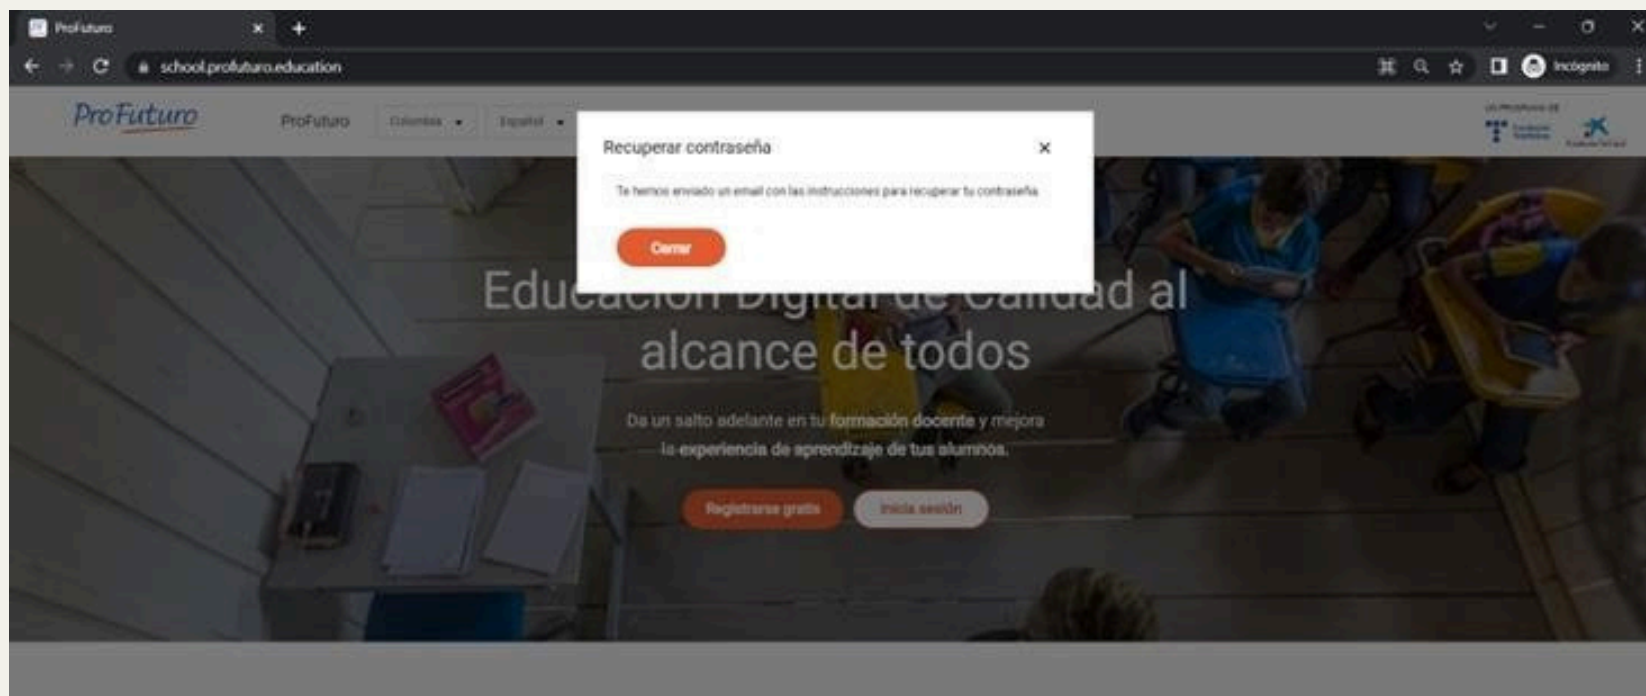 ProFuturo
school.profuturo.education
Incógnito
ProFuturo
ProFuturo
Colombia
Español
Recuperar contraseña
Te hemos enviado un email con las instrucciones para recuperar tu contraseña
Cerrar
Educación Digital de Calidad al
alcance de todos
Da un salto adelante en tu formación docente y mejora
la experiencia de aprendizaje de tus alumnos.
Registrarse gratis
Inicia sesión